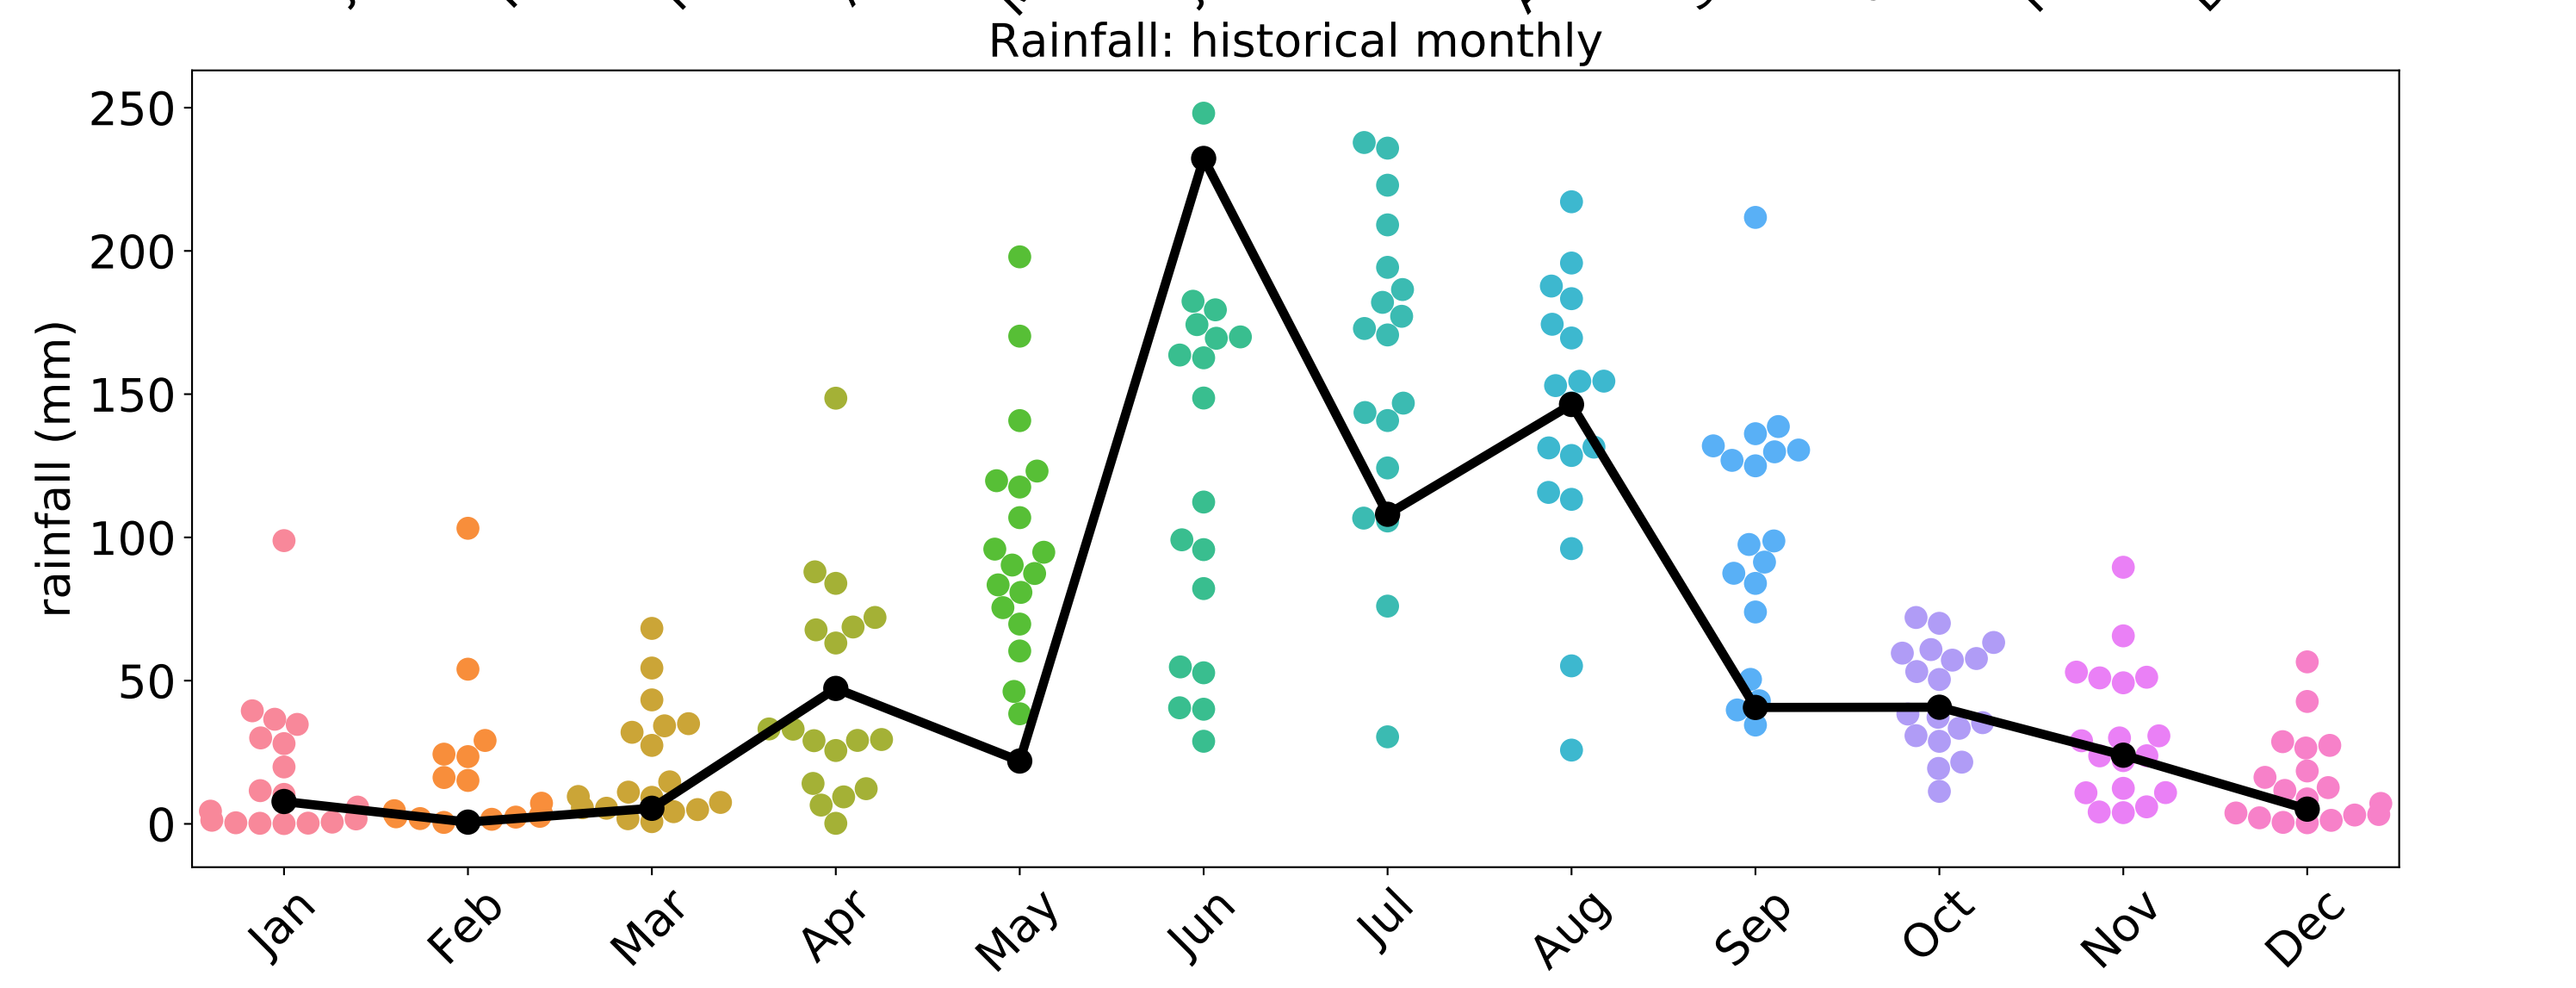 Rainfall: historical monthly
rainfall (mm)
250
200
150
100
50
0
Jan
Feb
Mar
Apr
May
Jun
Jul
Aug
Sep
Oct
Nov
Dec